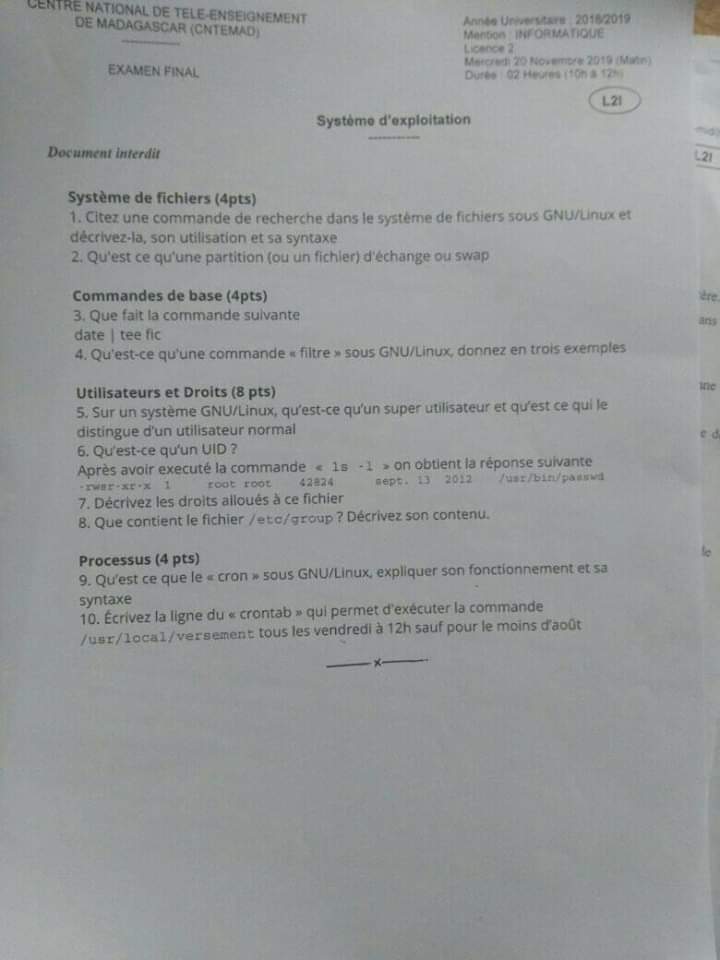 CENTRE NATIONAL DE TELE-ENSEIGNEMENT
DE MADAGASCAR (CNTEMAD)
EXAMEN FINAL
Année Universitaire : 2018/2019
Mention : INFORMATIQUE
Licence 2
Mercredi 20 Novembre 2019 (Matin)
Durée : 02 Heures (10h à 12h)
L2I
Système d'exploitation
Document interdit
Système de fichiers (4pts)
1. Citez une commande de recherche dans le système de fichiers sous GNU/Linux et
décrivez-la, son utilisation et sa syntaxe
2. Qu'est ce qu'une partition (ou un fichier) d'échange ou swap
Commandes de base (4pts)
3. Que fait la commande suivante
date | tee fic
4. Qu'est-ce qu'une commande « filtre » sous GNU/Linux, donnez en trois exemples
Utilisateurs et Droits (8 pts)
5. Sur un système GNU/Linux, qu'est-ce qu'un super utilisateur et qu'est ce qui le
distingue d'un utilisateur normal
6. Qu'est-ce qu'un UID ?
Après avoir executé la commande « ls -l » on obtient la réponse suivante
-rwsr-xr-x 1 root root 42824 sept. 13 2012 /usr/bin/passwd
7. Décrivez les droits alloués à ce fichier
8. Que contient le fichier /etc/group ? Décrivez son contenu.
Processus (4 pts)
9. Qu'est ce que le « cron » sous GNU/Linux, expliquer son fonctionnement et sa
syntaxe
10. Écrivez la ligne du « crontab » qui permet d'exécuter la commande
/usr/local/versement tous les vendredi à 12h sauf pour le moins d'août
x
L2I
ère.
ans
une
le